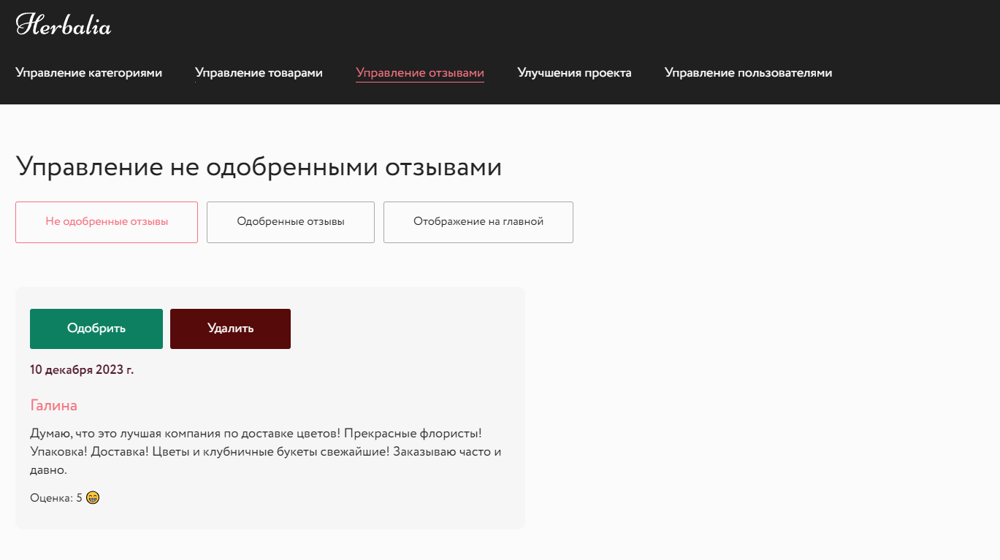 Herbalia
Управление категориями Управление товарами Управление отзывами Улучшения проекта Управление пользователями
Управление не одобренными отзывами
Не одобренные отзывы Одобренные отзывы Отображение на главной
Одобрить Удалить
10 декабря 2023 г.
Галина
Думаю, что это лучшая компания по доставке цветов! Прекрасные флористы!
Упаковка! Доставка! Цветы и клубничные букеты свежайшие! Заказываю часто и
давно.
Оценка: 5 😁